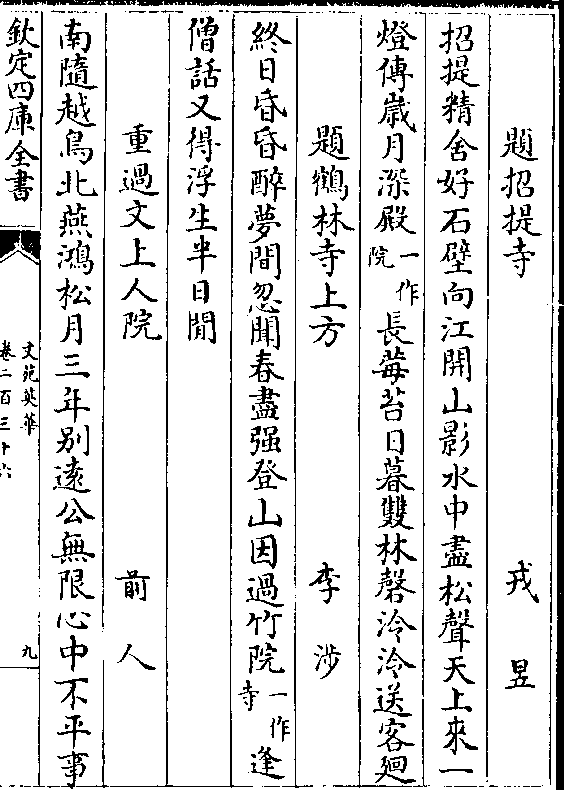 題招提寺　戎昱
招提精舍好石壁向江開山影水中盡松聲天上來一
燈傳歲月深殿一作院長莓苔日暮雙林磬泠泠送客廻
題鶴林寺上方　李涉
終日昏昏醉夢間忽聞春盡强登山因過竹院一作寺逢
僧話又得浮生半日閒
重過文上人院　前人
南隨越鳥北燕鴻松月三年别遠公無限心中不平事
欽定四庫全書
文苑英華
卷二百三十六
九